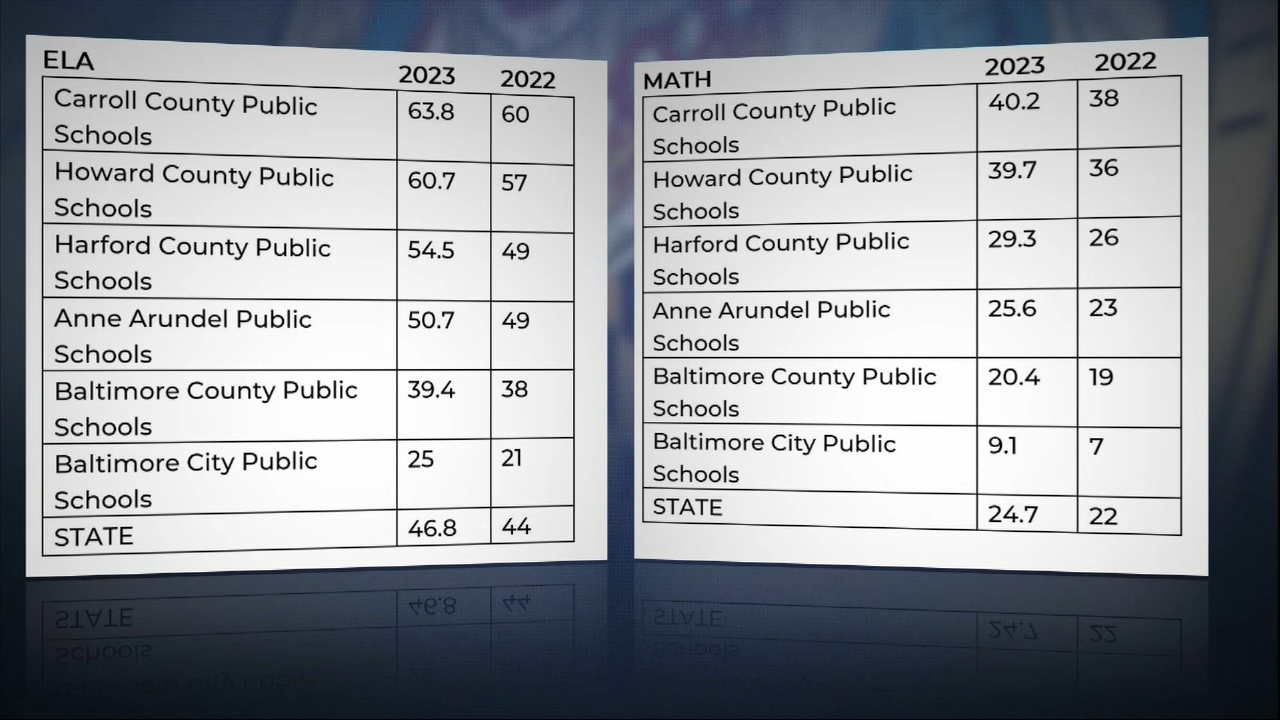 ELA 2023 2022
Carroll County Public 63.8 60
Schools
Howard County Public 60.7 57
Schools
Harford County Public 54.5 49
Schools
Anne Arundel Public 50.7 49
Schools
Baltimore County Public 39.4 38
Schools
Baltimore City Public 25 21
Schools
STATE 46.8 44
MATH 2023 2022
Carroll County Public 40.2 38
Schools
Howard County Public 39.7 36
Schools
Harford County Public 29.3 26
Schools
Anne Arundel Public 25.6 23
Schools
Baltimore County Public 20.4 19
Schools
Baltimore City Public 9.1 7
Schools
STATE 24.7 22